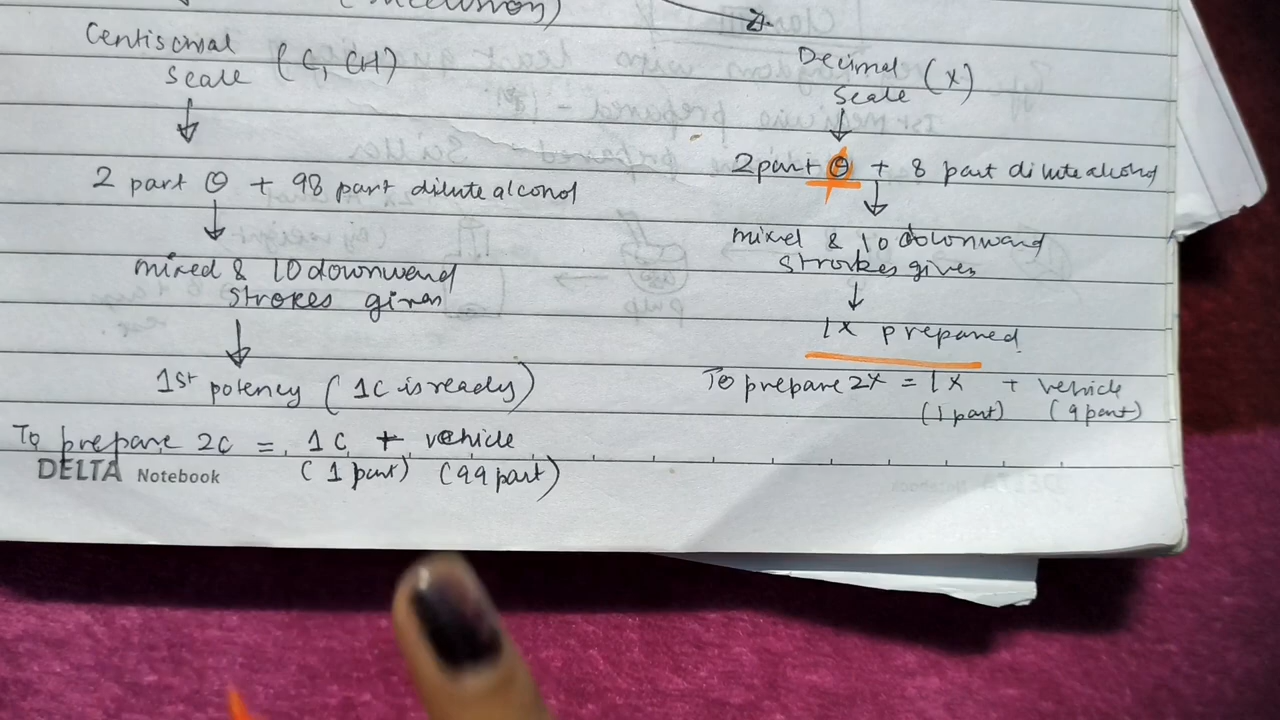 Centiscmal
Scale (C, CH)
2 part Θ + 98 part dilute alcohol
mixed & 10 downward
strokes given
1st potency (1C is ready)
To prepare 2C = 1C + vehicle
(1 part) (99 part)
DELTA Notebook
Decimal
Scale (X)
2 part Θ + 8 part dilute alcohol
mixed & 10 downward
strokes given
1X prepared
To prepare 2X = 1X + vehicle
(1 part) (9 part)